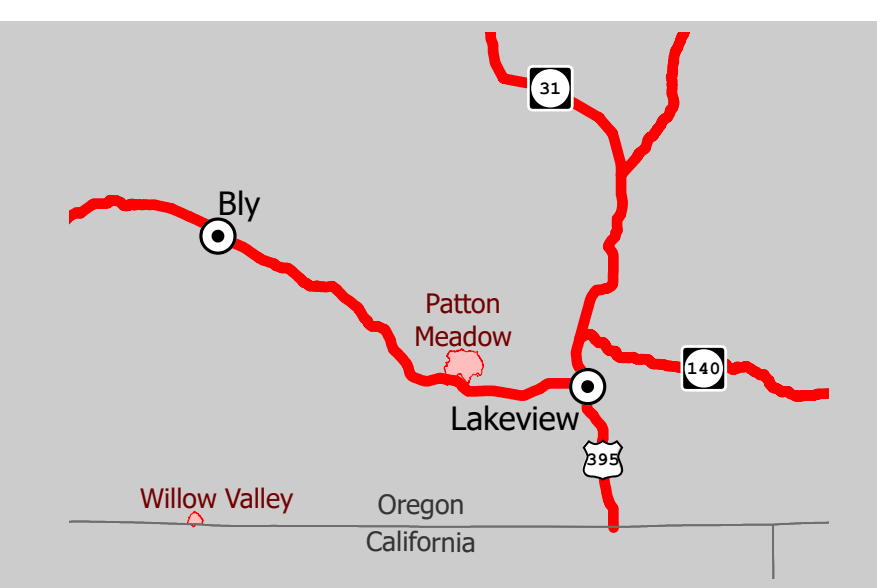 31
Bly
Patton
Meadow
140
Lakeview
395
Willow Valley
Oregon
California